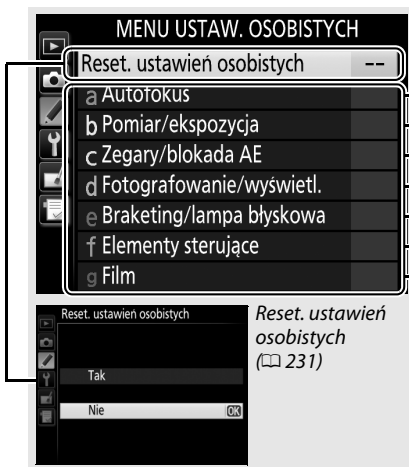 MENU USTAW. OSOBISTYCH
Reset. ustawień osobistych --
a Autofokus
b Pomiar/ekspozycja
c Zegary/blokada AE
d Fotografowanie/wyświetl.
e Braketing/lampa błyskowa
f Elementy sterujące
g Film
Reset. ustawień osobistych
Tak
Nie OK
Reset. ustawień
osobistych
(📖 231)